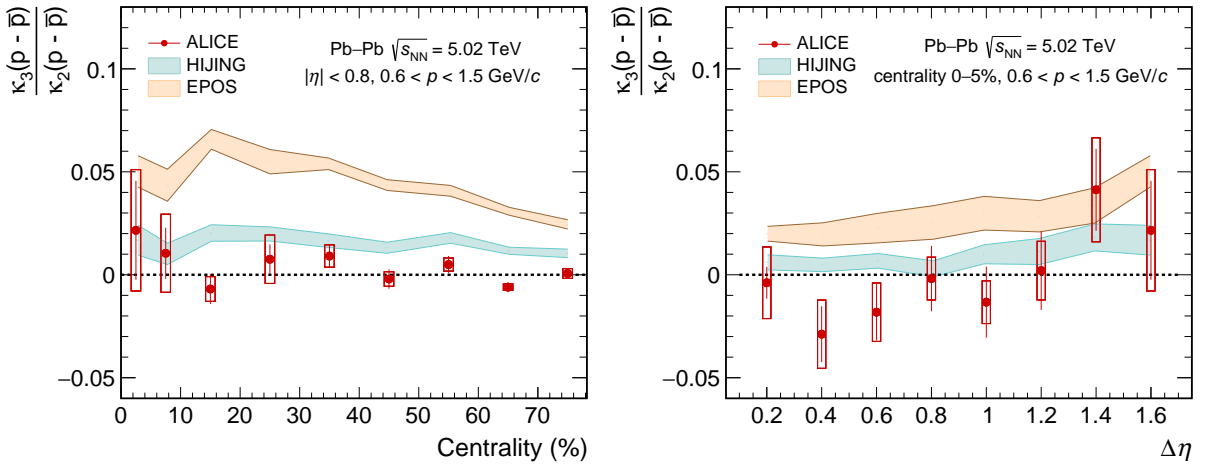 κ₃(p - p̅)
κ₂(p - p̅)
ALICE
HIJING
EPOS
Pb–Pb √s_NN = 5.02 TeV
|η| < 0.8, 0.6 < p < 1.5 GeV/c
0.1
0.05
0
−0.05
0 10 20 30 40 50 60 70
Centrality (%)
κ₃(p - p̅)
κ₂(p - p̅)
ALICE
HIJING
EPOS
Pb–Pb √s_NN = 5.02 TeV
centrality 0–5%, 0.6 < p < 1.5 GeV/c
0.1
0.05
0
−0.05
0.2 0.4 0.6 0.8 1 1.2 1.4 1.6
Δη